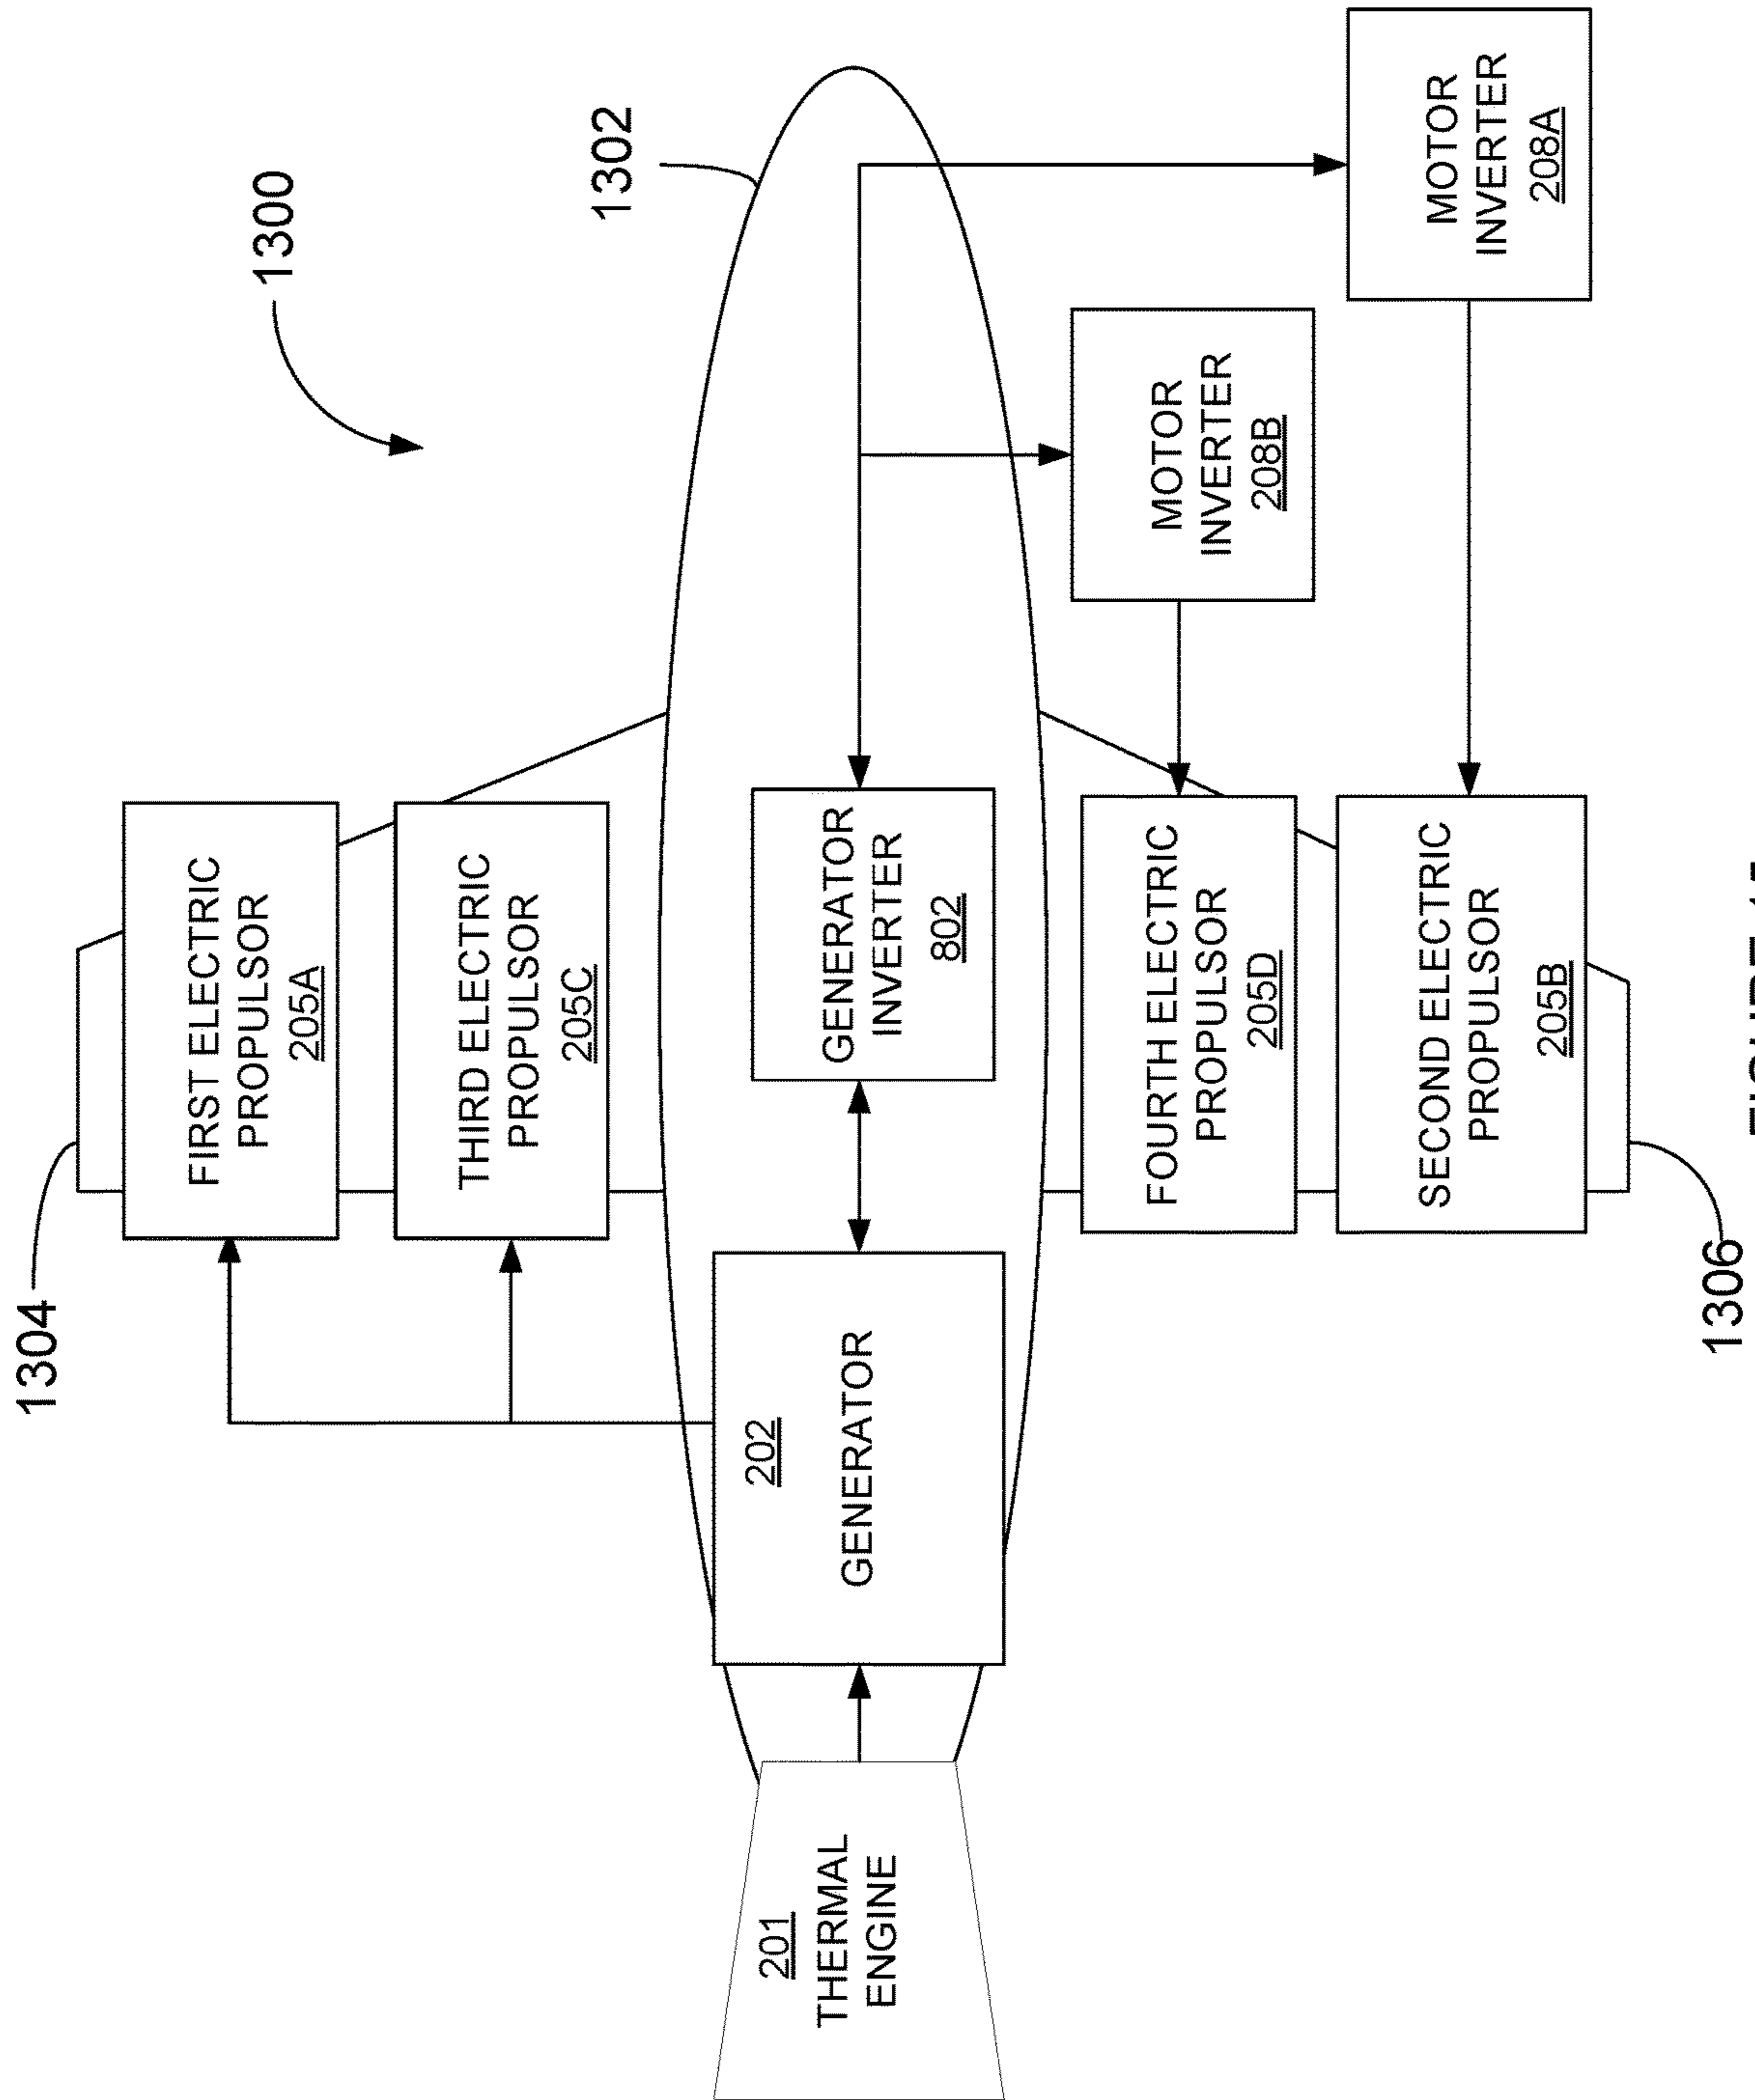 1304
FIRST ELECTRIC
PROPULSOR
205A
1300
THIRD ELECTRIC
PROPULSOR
205C
1302
201
THERMAL
ENGINE
202
GENERATOR
GENERATOR
INVERTER
802
FOURTH ELECTRIC
PROPULSOR
205D
MOTOR
INVERTER
208B
SECOND ELECTRIC
PROPULSOR
205B
MOTOR
INVERTER
208A
1306
FIGURE